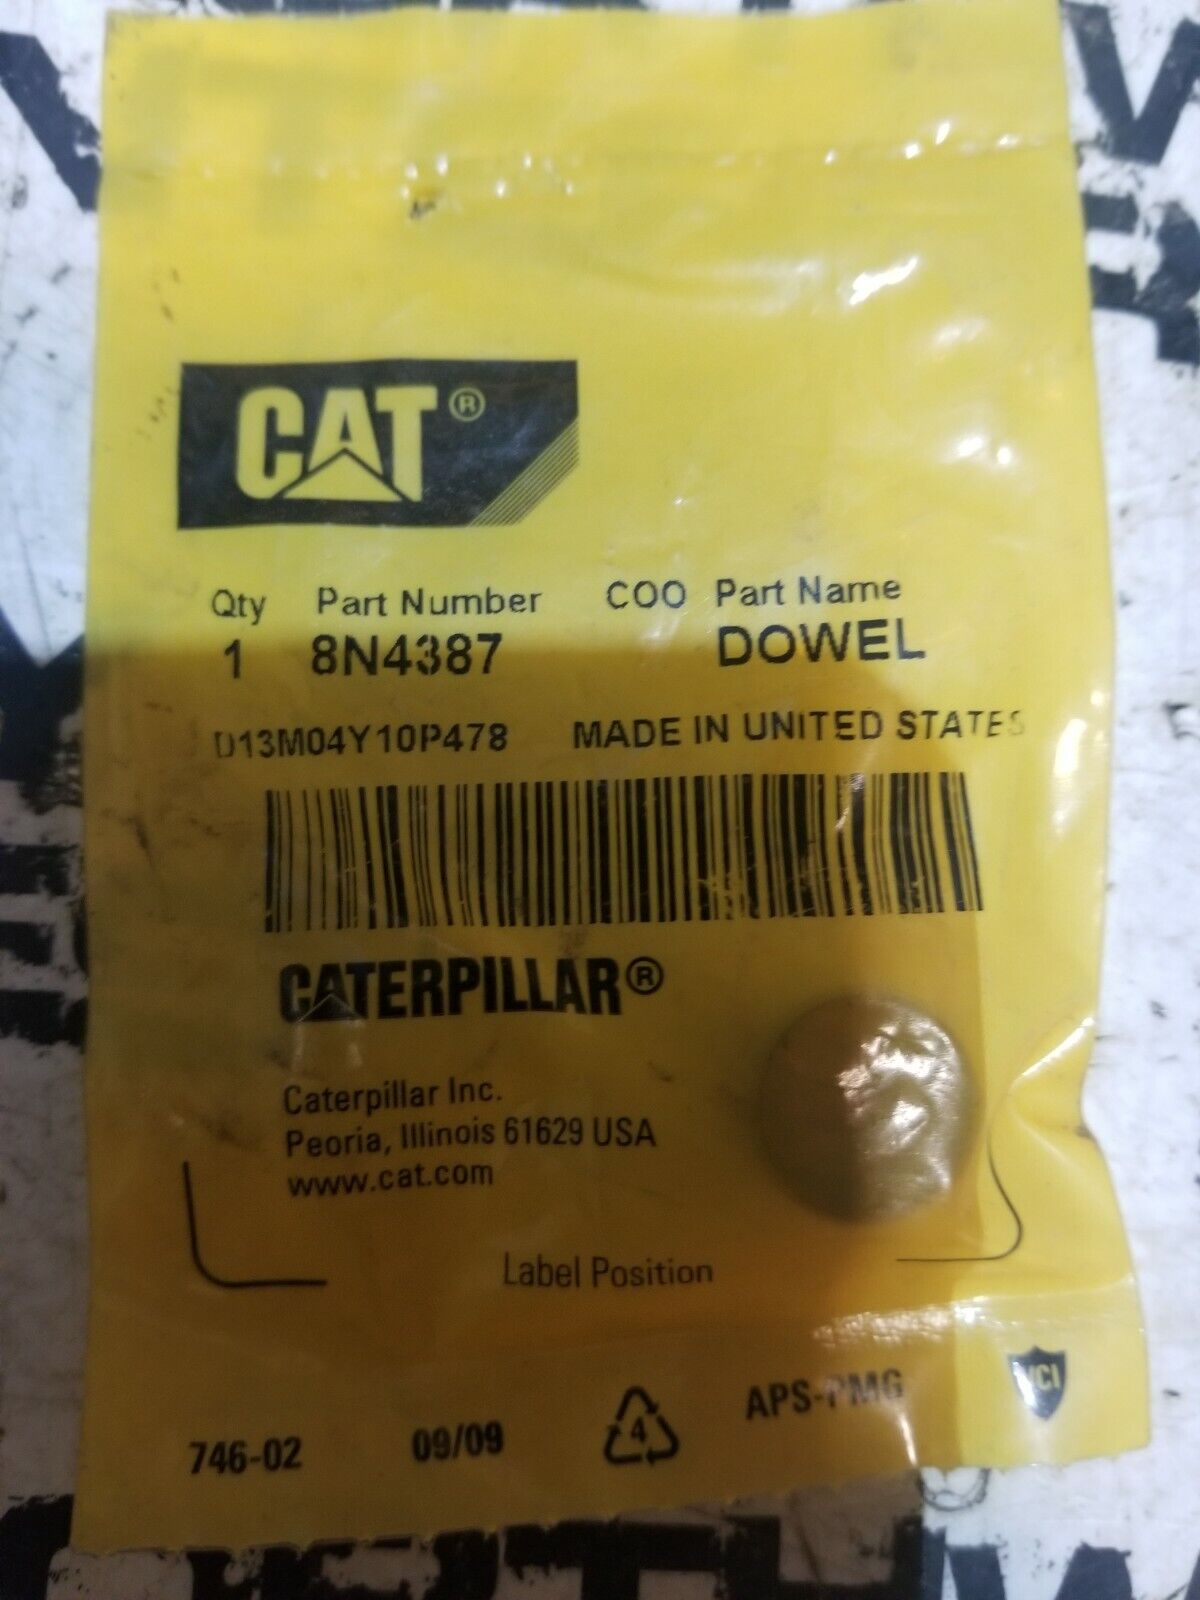 CAT®
Qty Part Number COO Part Name
1 8N4387 DOWEL
D13M04Y10P478 MADE IN UNITED STATES
CATERPILLAR®
Caterpillar Inc.
Peoria, Illinois 61629 USA
www.cat.com
Label Position
746-02 09/09 4 APS-PMG VCI